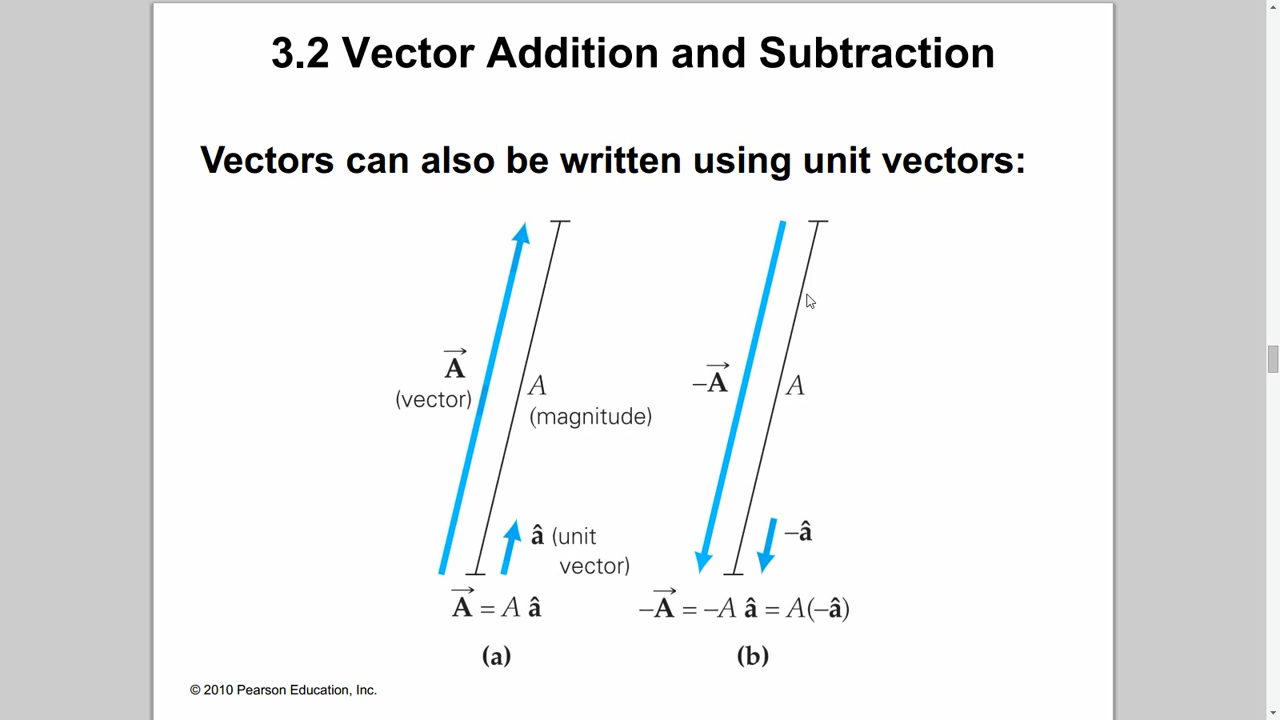 3.2 Vector Addition and Subtraction
Vectors can also be written using unit vectors:
A⃗
(vector)
A
(magnitude)
â (unit
vector)
A⃗ = A â
(a)
–A⃗
A
–â
–A⃗ = –A â = A(–â)
(b)
© 2010 Pearson Education, Inc.